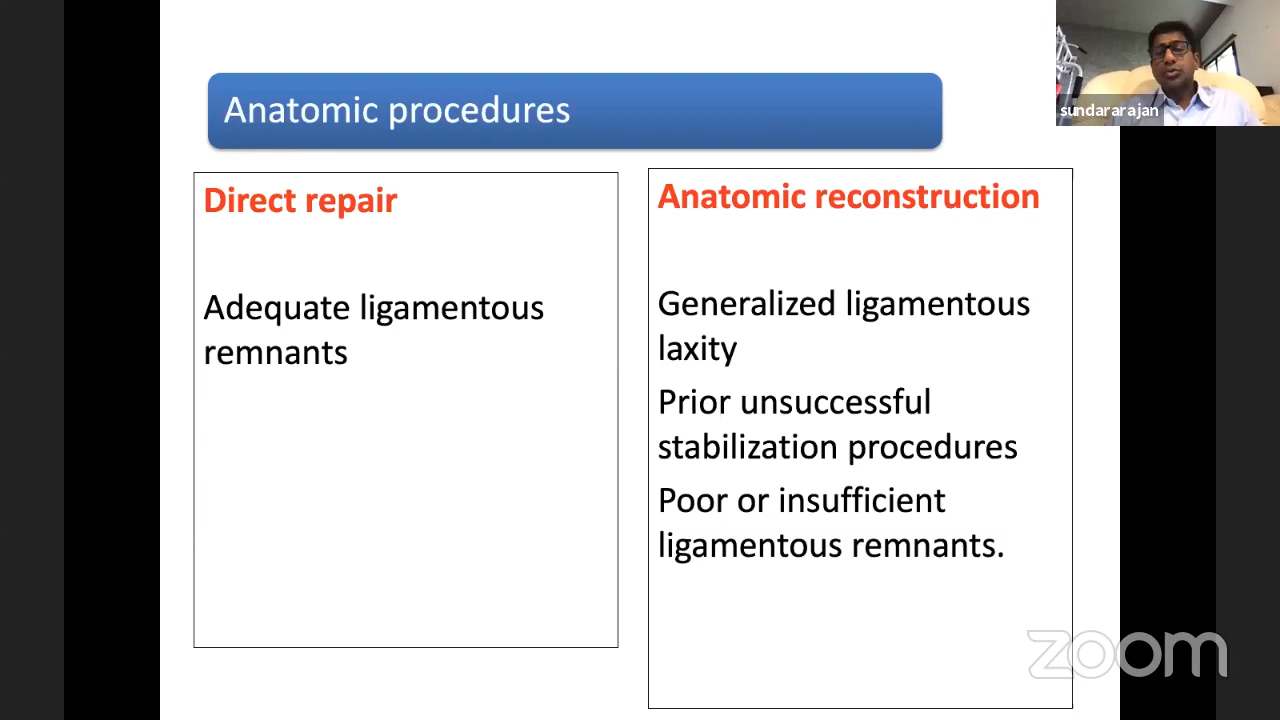 Anatomic procedures
sundararajan
Direct repair
Adequate ligamentous
remnants
Anatomic reconstruction
Generalized ligamentous
laxity
Prior unsuccessful
stabilization procedures
Poor or insufficient
ligamentous remnants.
zoom